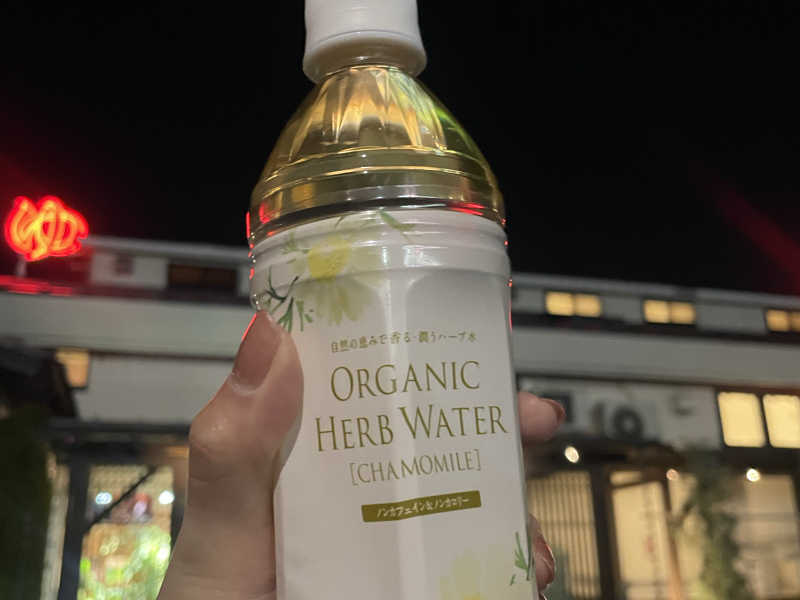 ゆ
自然の恵みで香る・潤うハーブ水
ORGANIC
HERB WATER
[CHAMOMILE]
ノンカフェイン&ノンカロリー